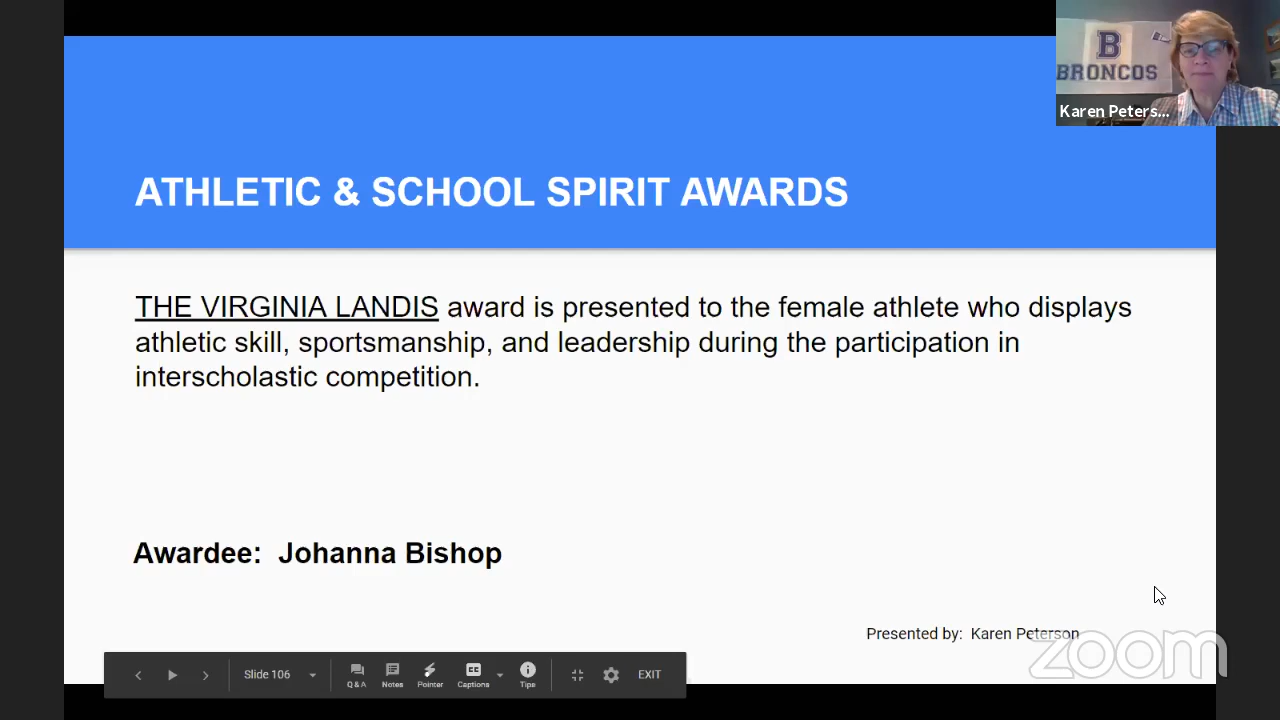 B
BRONCOS
Karen Peters...
ATHLETIC & SCHOOL SPIRIT AWARDS
THE VIRGINIA LANDIS award is presented to the female athlete who displays
athletic skill, sportsmanship, and leadership during the participation in
interscholastic competition.
Awardee: Johanna Bishop
Presented by: Karen Peterson
zoom
Slide 106
Q & A
Notes
Pointer
CC
Captions
Tips
EXIT